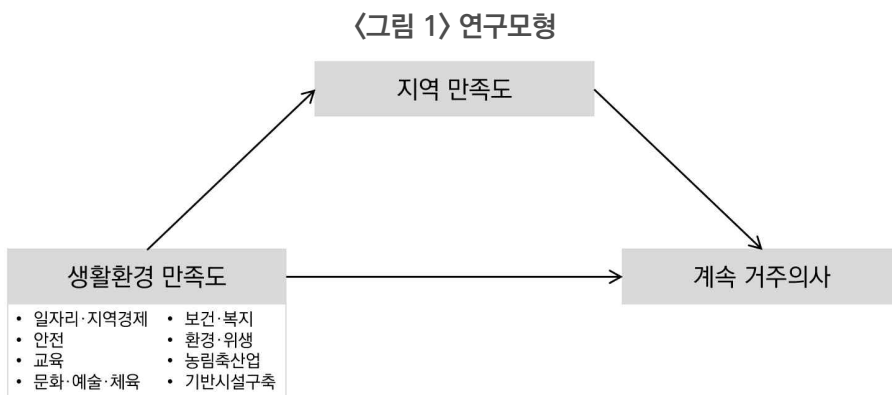 〈그림 1〉 연구모형
지역 만족도
생활환경 만족도
계속 거주의사
• 일자리·지역경제
• 안전
• 교육
• 문화·예술·체육
• 보건·복지
• 환경·위생
• 농림축산업
• 기반시설구축